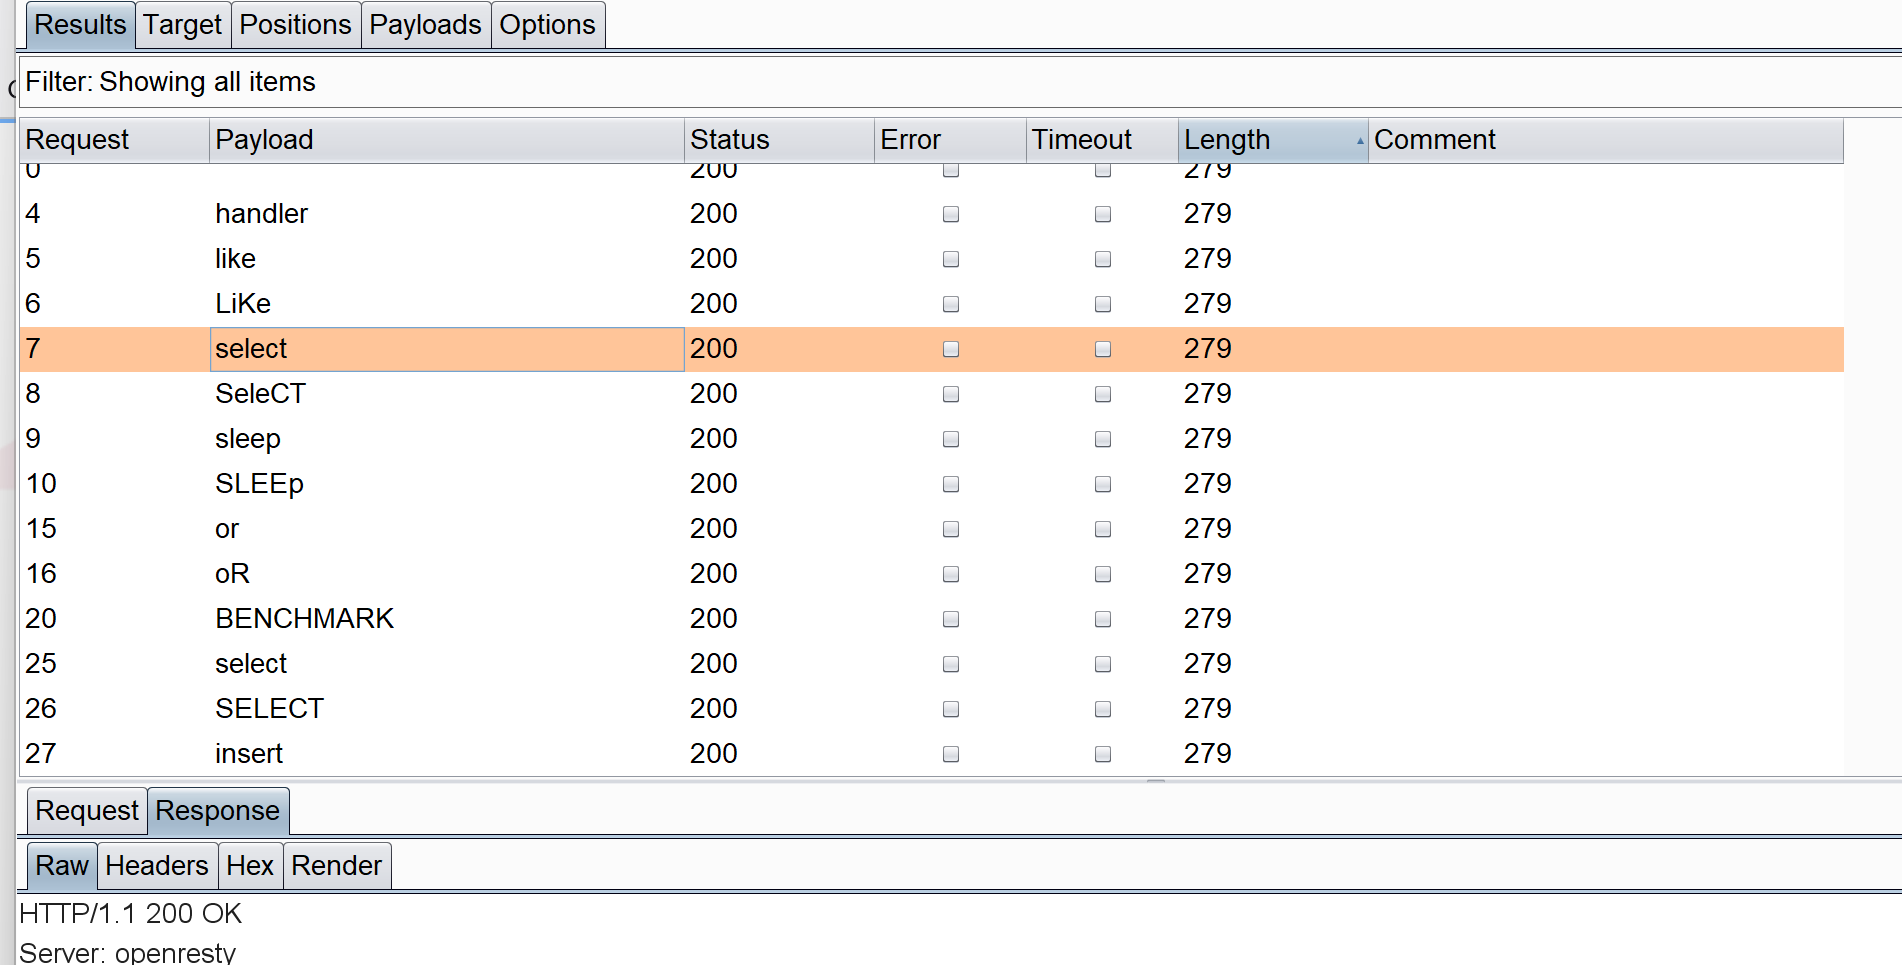 Results Target Positions Payloads Options
Filter: Showing all items
Request Payload Status Error Timeout Length Comment
0 200 279
4 handler 200 279
5 like 200 279
6 LiKe 200 279
7 select 200 279
8 SeleCT 200 279
9 sleep 200 279
10 SLEEp 200 279
15 or 200 279
16 oR 200 279
20 BENCHMARK 200 279
25 select 200 279
26 SELECT 200 279
27 insert 200 279
Request Response
Raw Headers Hex Render
HTTP/1.1 200 OK
Server: openresty